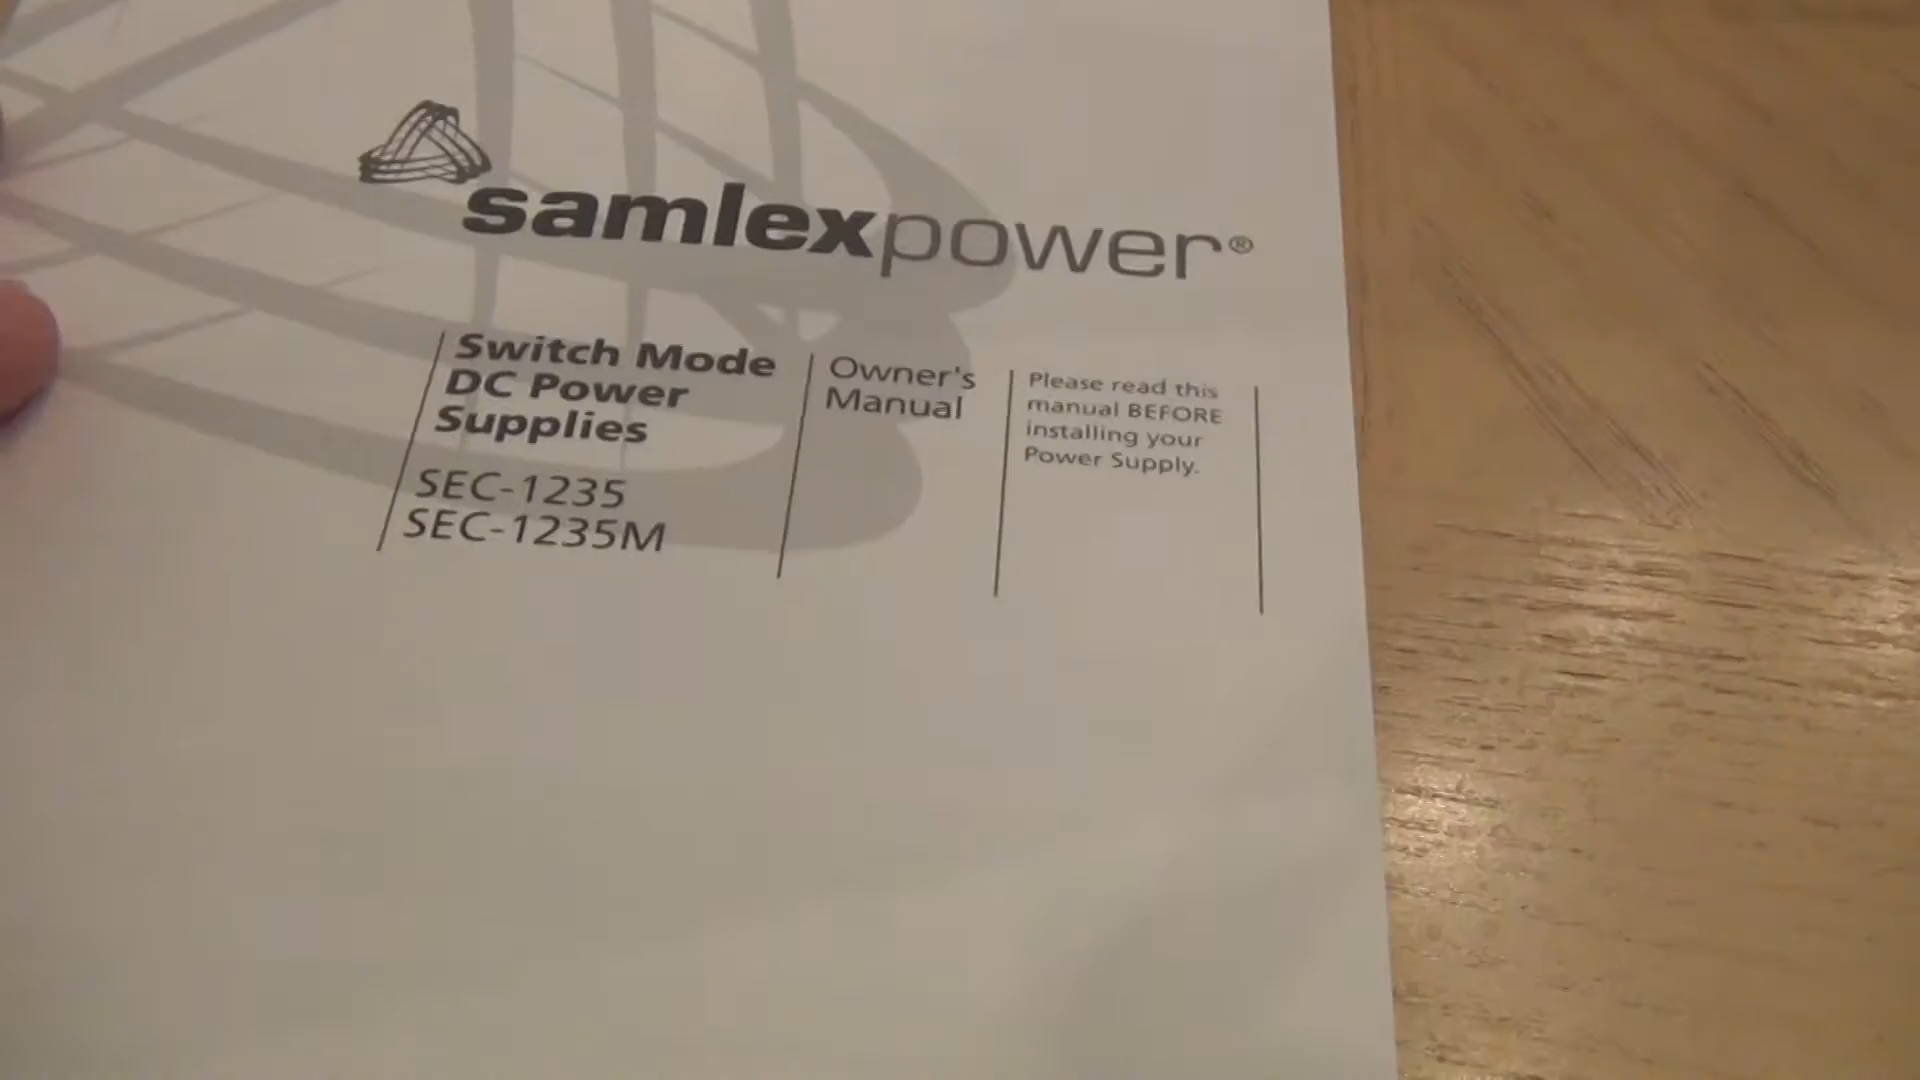 samlexpower®
Switch Mode
DC Power
Supplies
SEC-1235
SEC-1235M
Owner's
Manual
Please read this
manual BEFORE
installing your
Power Supply.